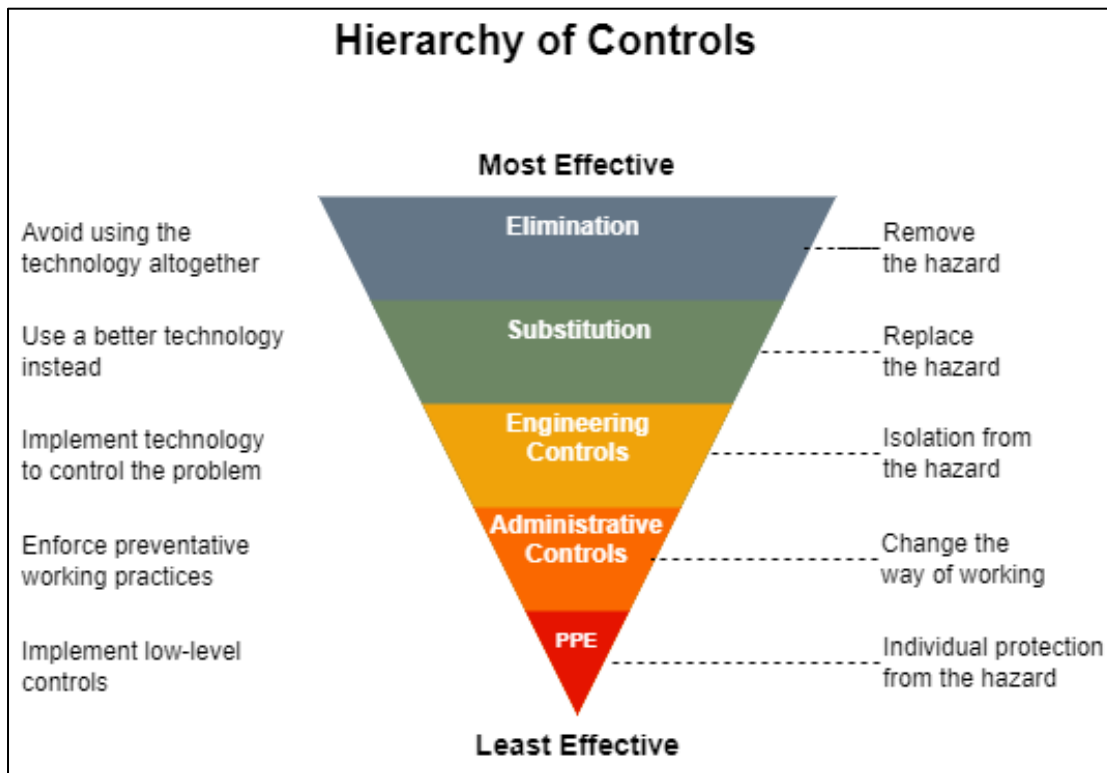 Hierarchy of Controls
Most Effective
Avoid using the
technology altogether
Elimination
Remove
the hazard
Use a better technology
instead
Substitution
Replace
the hazard
Implement technology
to control the problem
Engineering
Controls
Isolation from
the hazard
Enforce preventative
working practices
Administrative
Controls
Change the
way of working
Implement low-level
controls
PPE
Individual protection
from the hazard
Least Effective